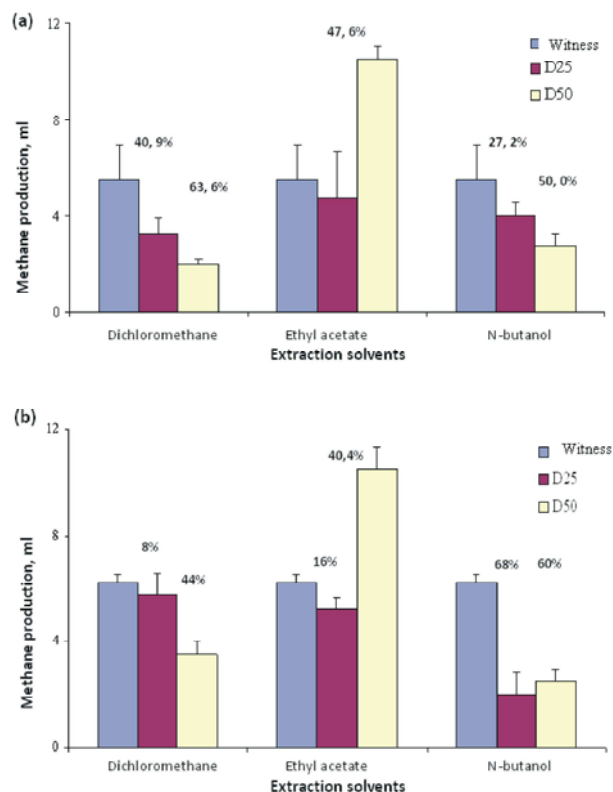 (a)
12
8
4
0
Methane production, ml
40, 9%
63, 6%
47, 6%
27, 2%
50, 0%
Witness
D25
D50
Dichloromethane
Ethyl acetate
N-butanol
Extraction solvents
(b)
12
8
4
0
Methane production, ml
8%
44%
16%
40,4%
68%
60%
Witness
D25
D50
Dichloromethane
Ethyl acetate
N-butanol
Extraction solvents